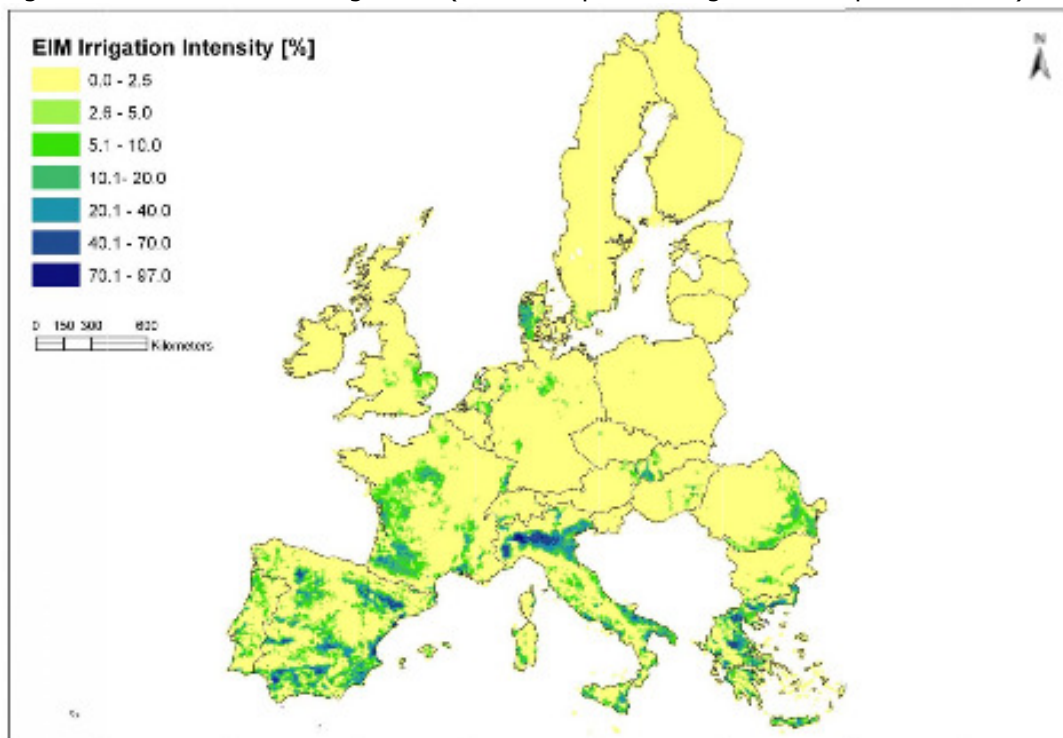 EIM Irrigation Intensity [%]
0.0 - 2.5
2.6 - 5.0
5.1 - 10.0
10.1- 20.0
20.1 - 40.0
40.1 - 70.0
70.1 - 97.0
N
0 150 300 600
Kilometers